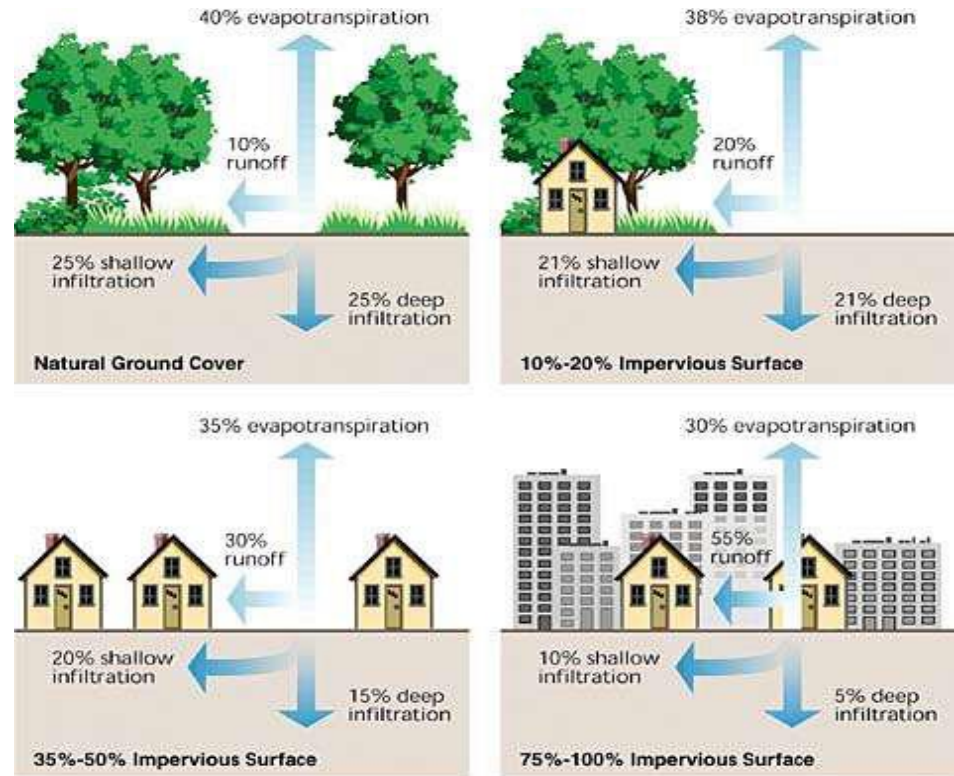 40% evapotranspiration
10%
runoff
25% shallow
infiltration
25% deep
infiltration
Natural Ground Cover
38% evapotranspiration
20%
runoff
21% shallow
infiltration
21% deep
infiltration
10%-20% Impervious Surface
35% evapotranspiration
30%
runoff
20% shallow
infiltration
15% deep
infiltration
35%-50% Impervious Surface
30% evapotranspiration
55%
runoff
10% shallow
infiltration
5% deep
infiltration
75%-100% Impervious Surface